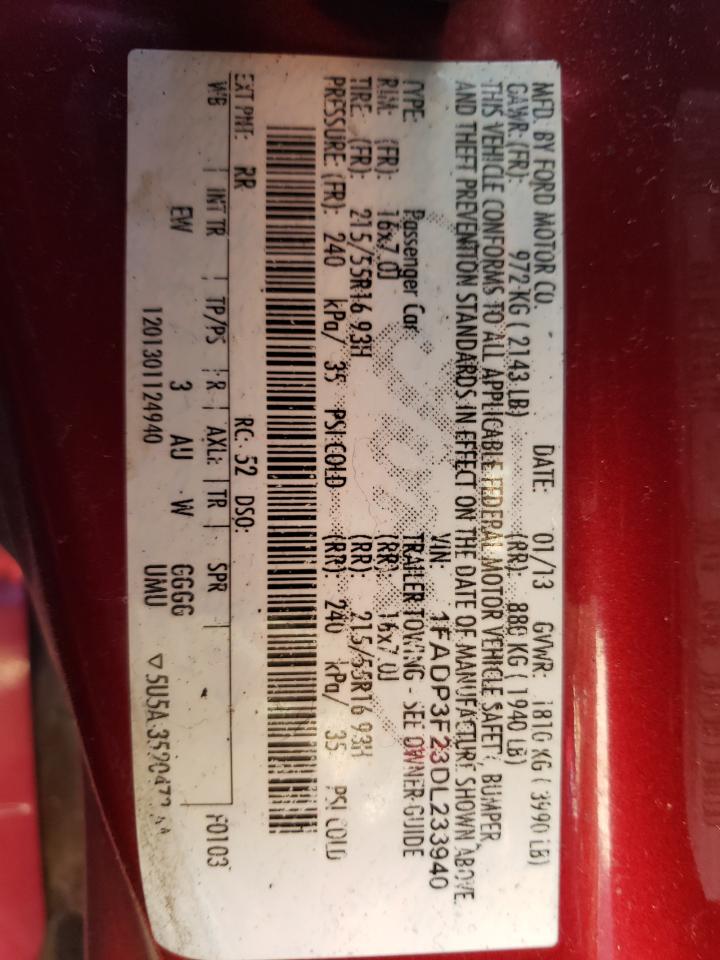 MFD. BY FORD MOTOR CO. DATE: 01/13 GVWR: 1810 KG ( 3990 LB)
GAWR: (FR): 972 KG ( 2143 LB) (RR): 880 KG ( 1940 LB)
THIS VEHICLE CONFORMS TO ALL APPLICABLE FEDERAL MOTOR VEHICLE SAFETY, BUMPER,
AND THEFT PREVENTION STANDARDS IN EFFECT ON THE DATE OF MANUFACTURE SHOWN ABOVE.
VIN: 1FADP3F23DL233940
TYPE: Passenger Car TRAILER TOWING - SEE OWNER GUIDE
RIM: (FR): 16x7.0J (RR): 16x7.0J
TIRE: (FR): 215/55R16 93H (RR): 215/55R16 93H
PRESSURE: (FR): 240 kPa/ 35 PSI COLD (RR): 240 kPa/ 35 PSI COLD
EXT PNT: RR RC: 52 DSO: F0103
WB INT TR TP/PS R AXL: TR SPR
EW 3 AU W GGGG
1201301124940 UMU ▽5U5A